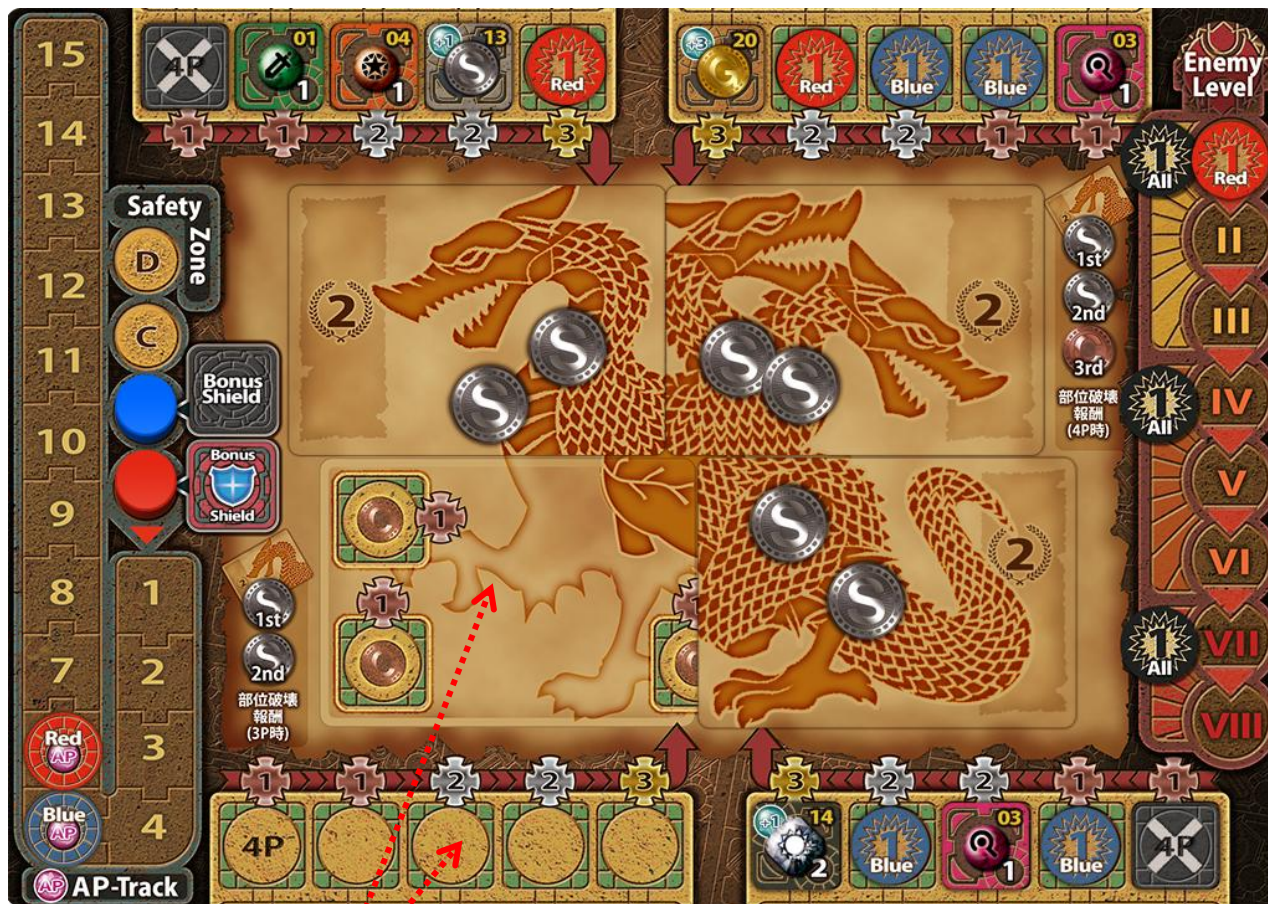 15
14
13
12
11
10
9
8
7
Red AP
Blue AP
AP AP-Track
1
2
3
4
Safety Zone
D
C
Bonus Shield
Bonus Shield
4P
01
1
04
1
+1 13
S
1 Red
1 1 2 2 3
+3 20
G
1 Red
1 Blue
1 Blue
03
1
3 2 2 1 1
Enemy Level
1 All
1 Red
II
III
1 All
IV
V
VI
1 All
VII
VIII
2
S
S
2
S
S
2
S
S
2
S 1st
S 2nd
3rd
部位破壊
報酬
(4P時)
C
1
1
C
1
C
2
S 1st
S 2nd
部位破壊
報酬
(3P時)
1 1 2 2 3
4P
3 2 2 1 1
+1 14
2
1 Blue
03
1
1 Blue
4P